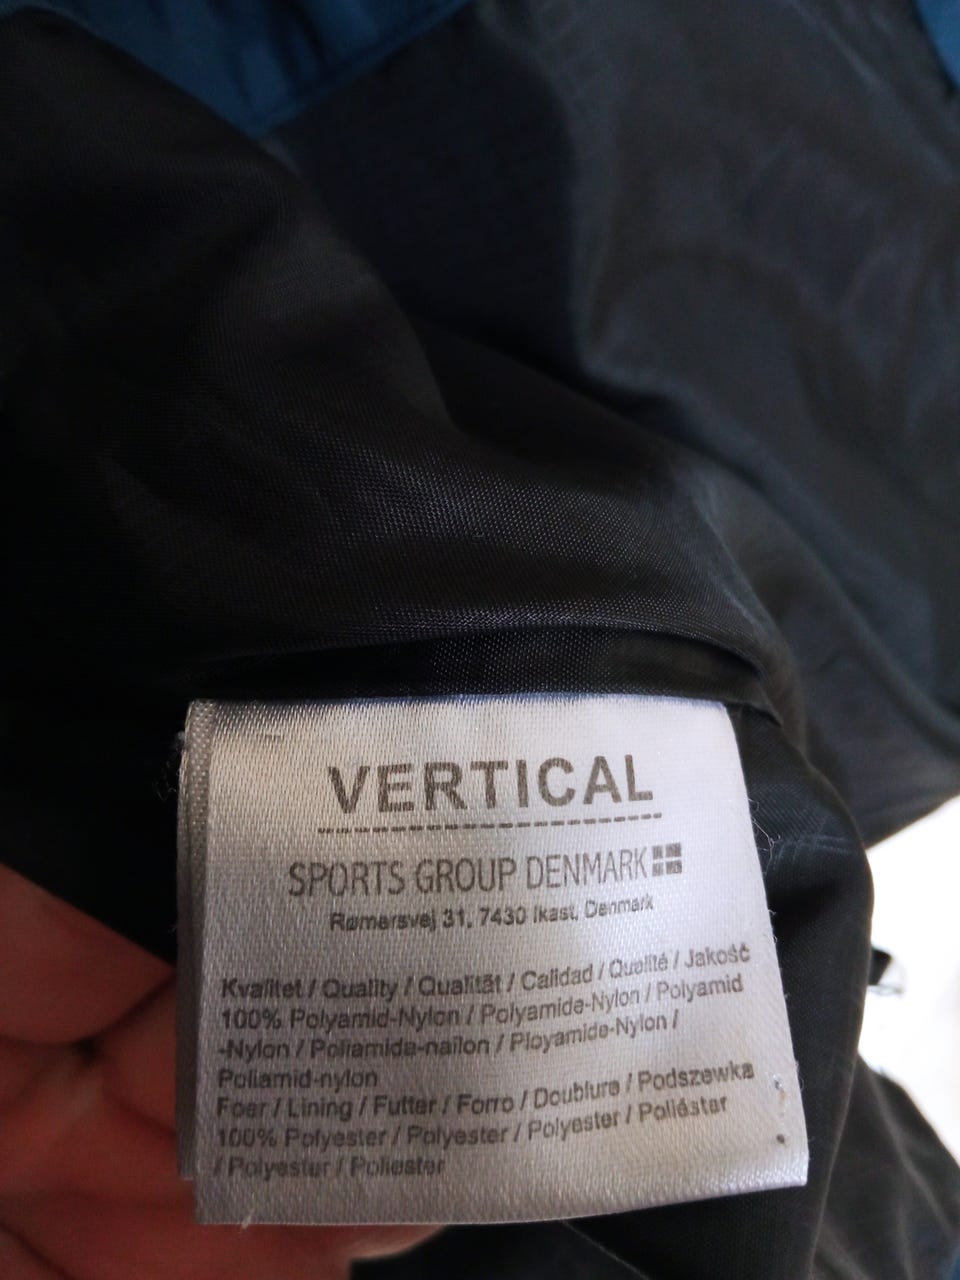 VERTICAL
SPORTS GROUP DENMARK
Rømersvej 31, 7430 Ikast, Denmark
Kvalitet / Quality / Qualität / Calidad / Qualité / Jakość
100% Polyamid-Nylon / Polyamide-Nylon / Polyamid
-Nylon / Poliamida-nailon / Ployamide-Nylon /
Poliamid-nylon
Foer / Lining / Futter / Forro / Doublure / Podszewka
100% Polyester / Polyester / Polyester / Poliéster
/ Polyester / Poliester